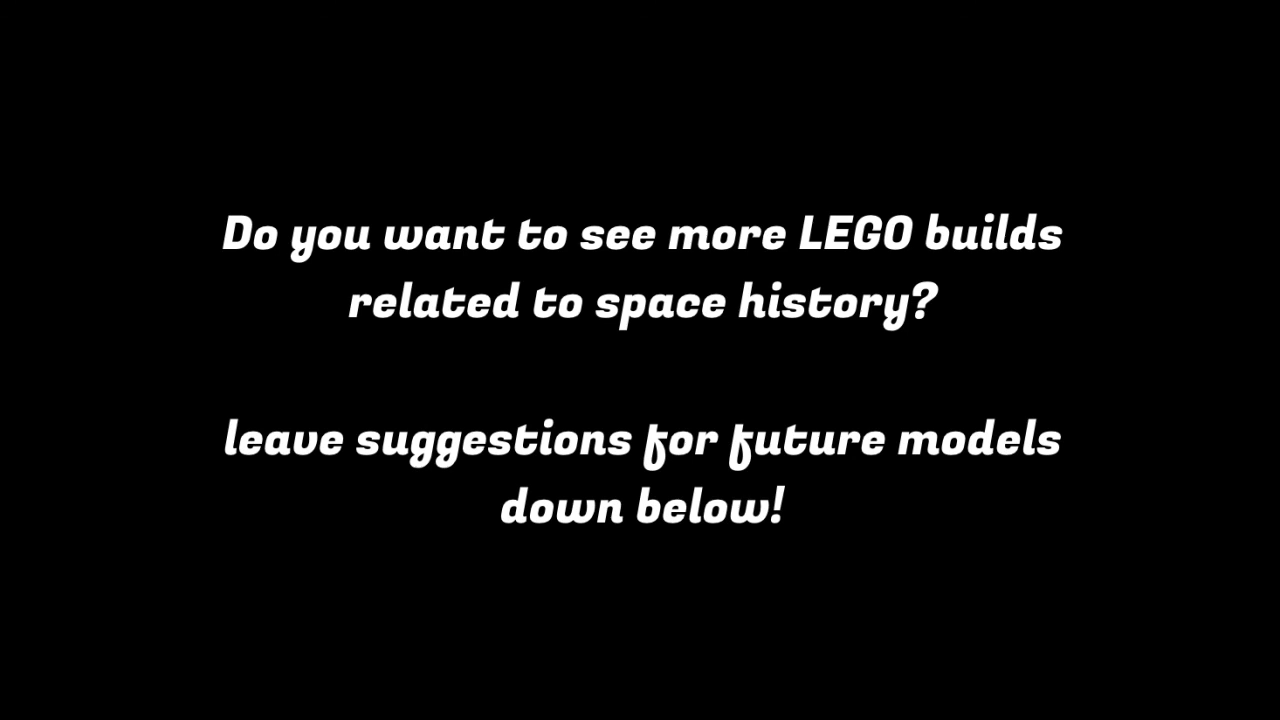 Do you want to see more LEGO builds
related to space history?
leave suggestions for future models
down below!